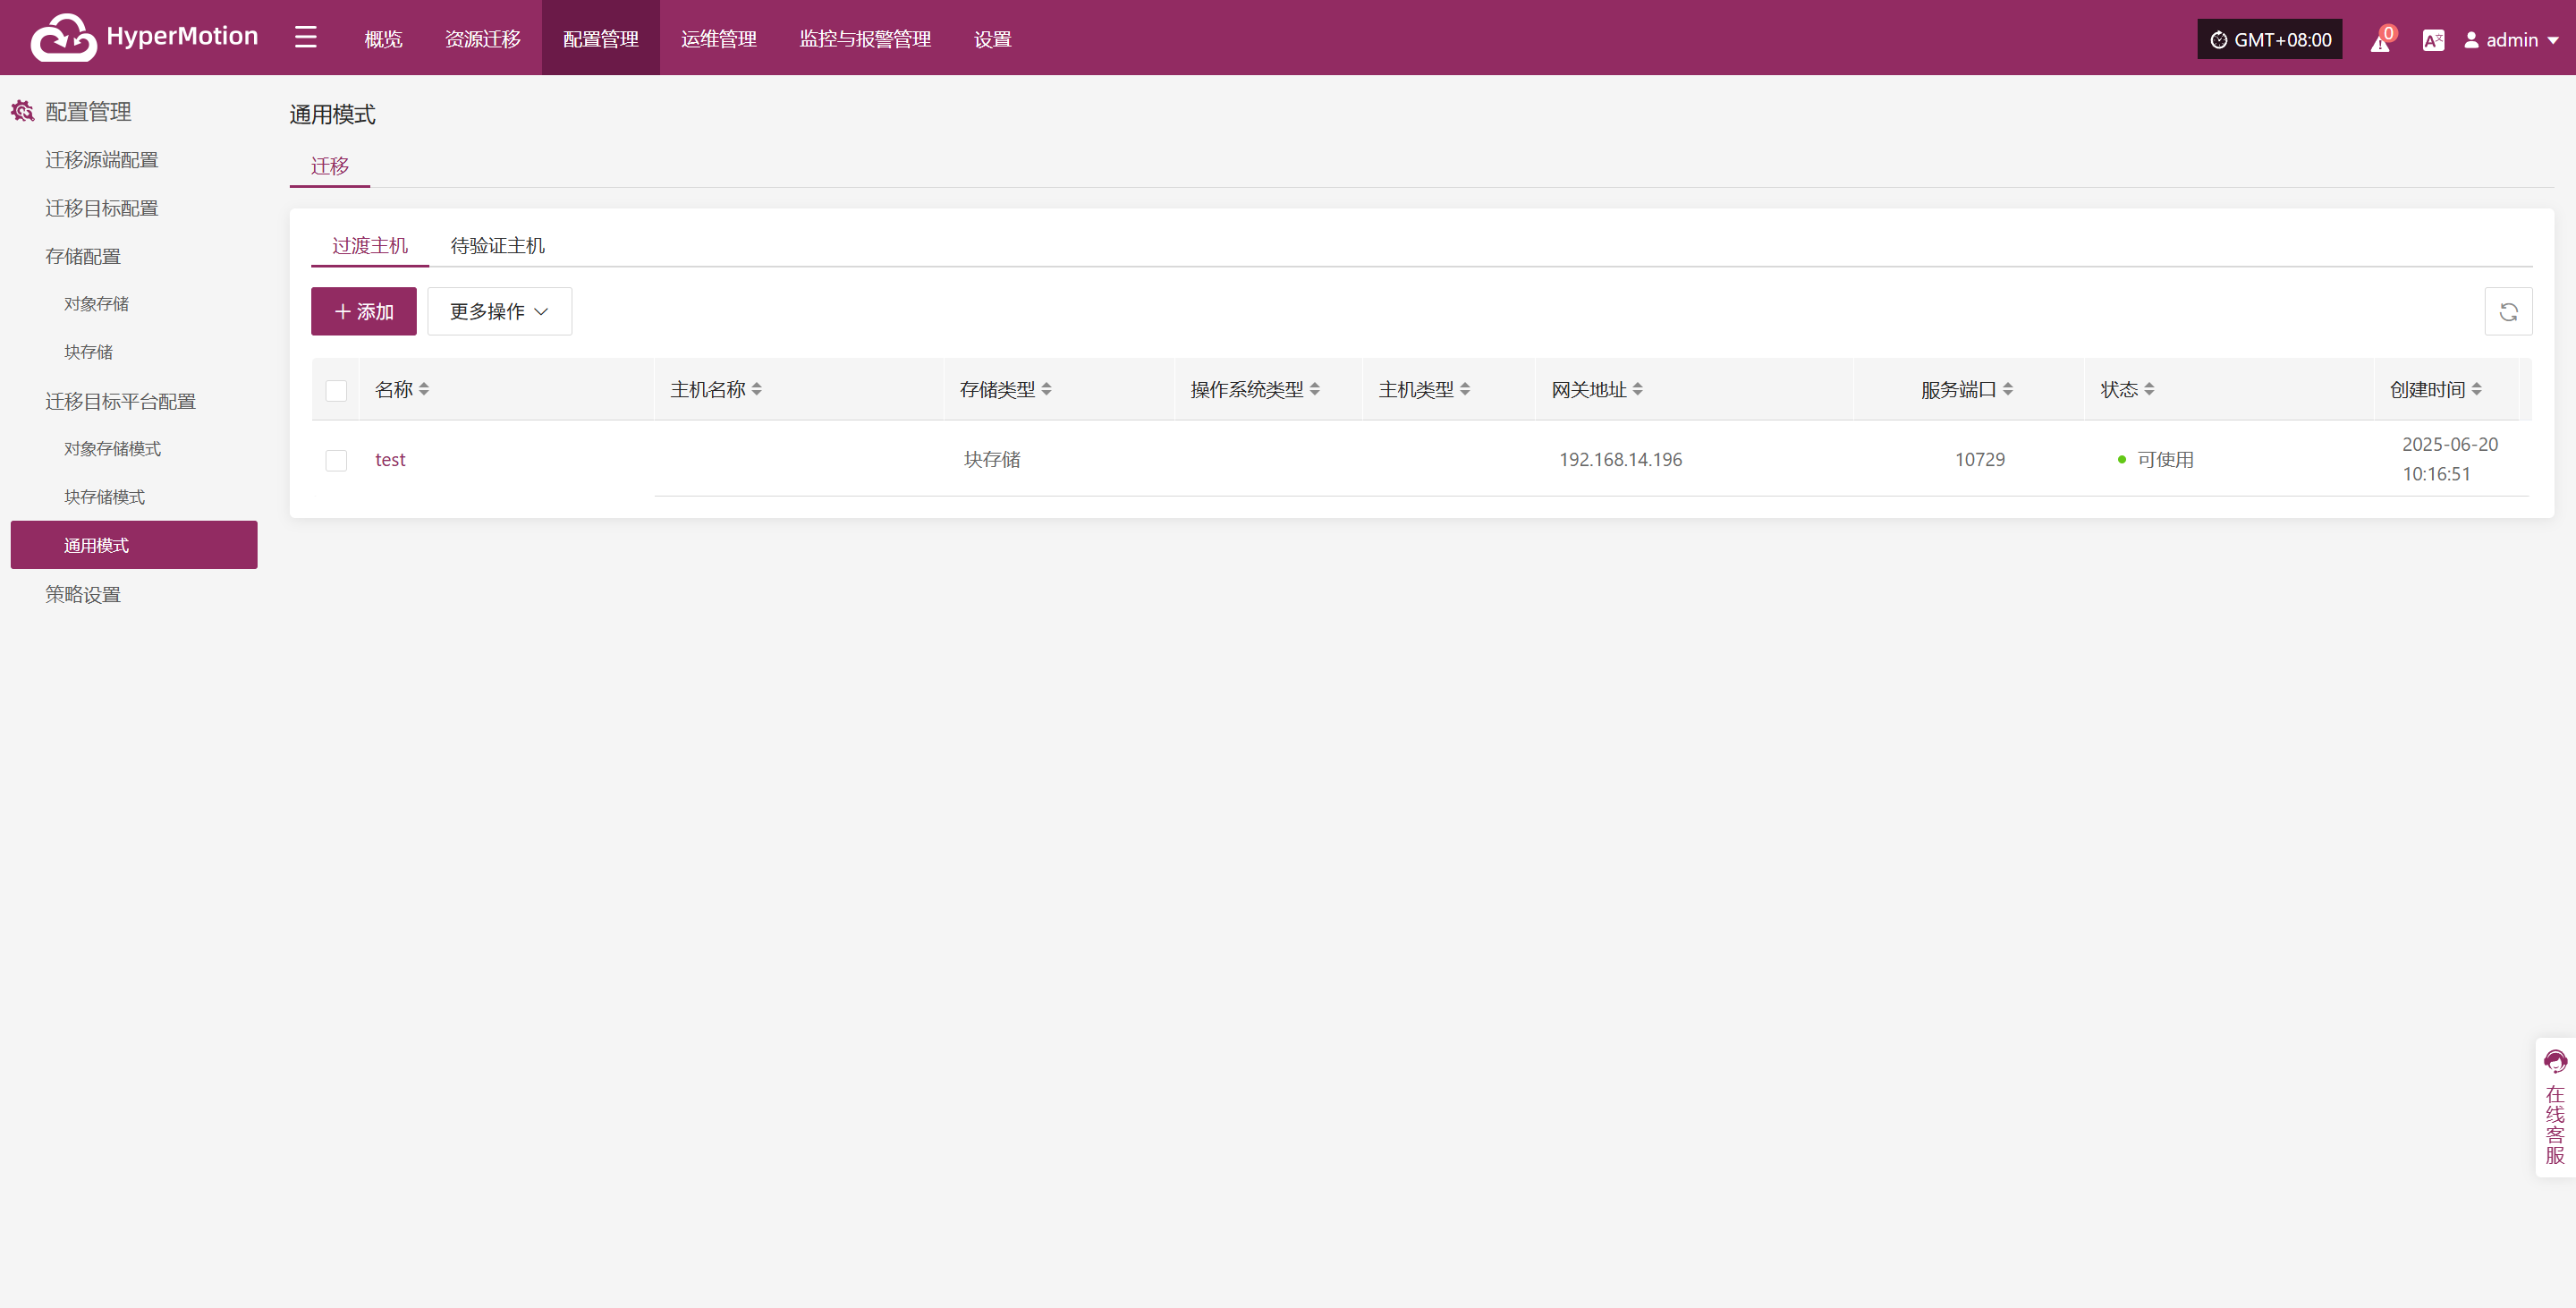 HyperMotion
概览
资源迁移
配置管理
运维管理
监控与报警管理
设置
GMT+08:00
0
admin
配置管理
迁移源端配置
迁移目标配置
存储配置
对象存储
块存储
迁移目标平台配置
对象存储模式
块存储模式
通用模式
策略设置
通用模式
迁移
过渡主机 待验证主机
添加 更多操作
名称 主机名称 存储类型 操作系统类型 主机类型 网关地址 服务端口 状态 创建时间
test 块存储 192.168.14.196 10729 可使用 2025-06-20
10:16:51
在线客服